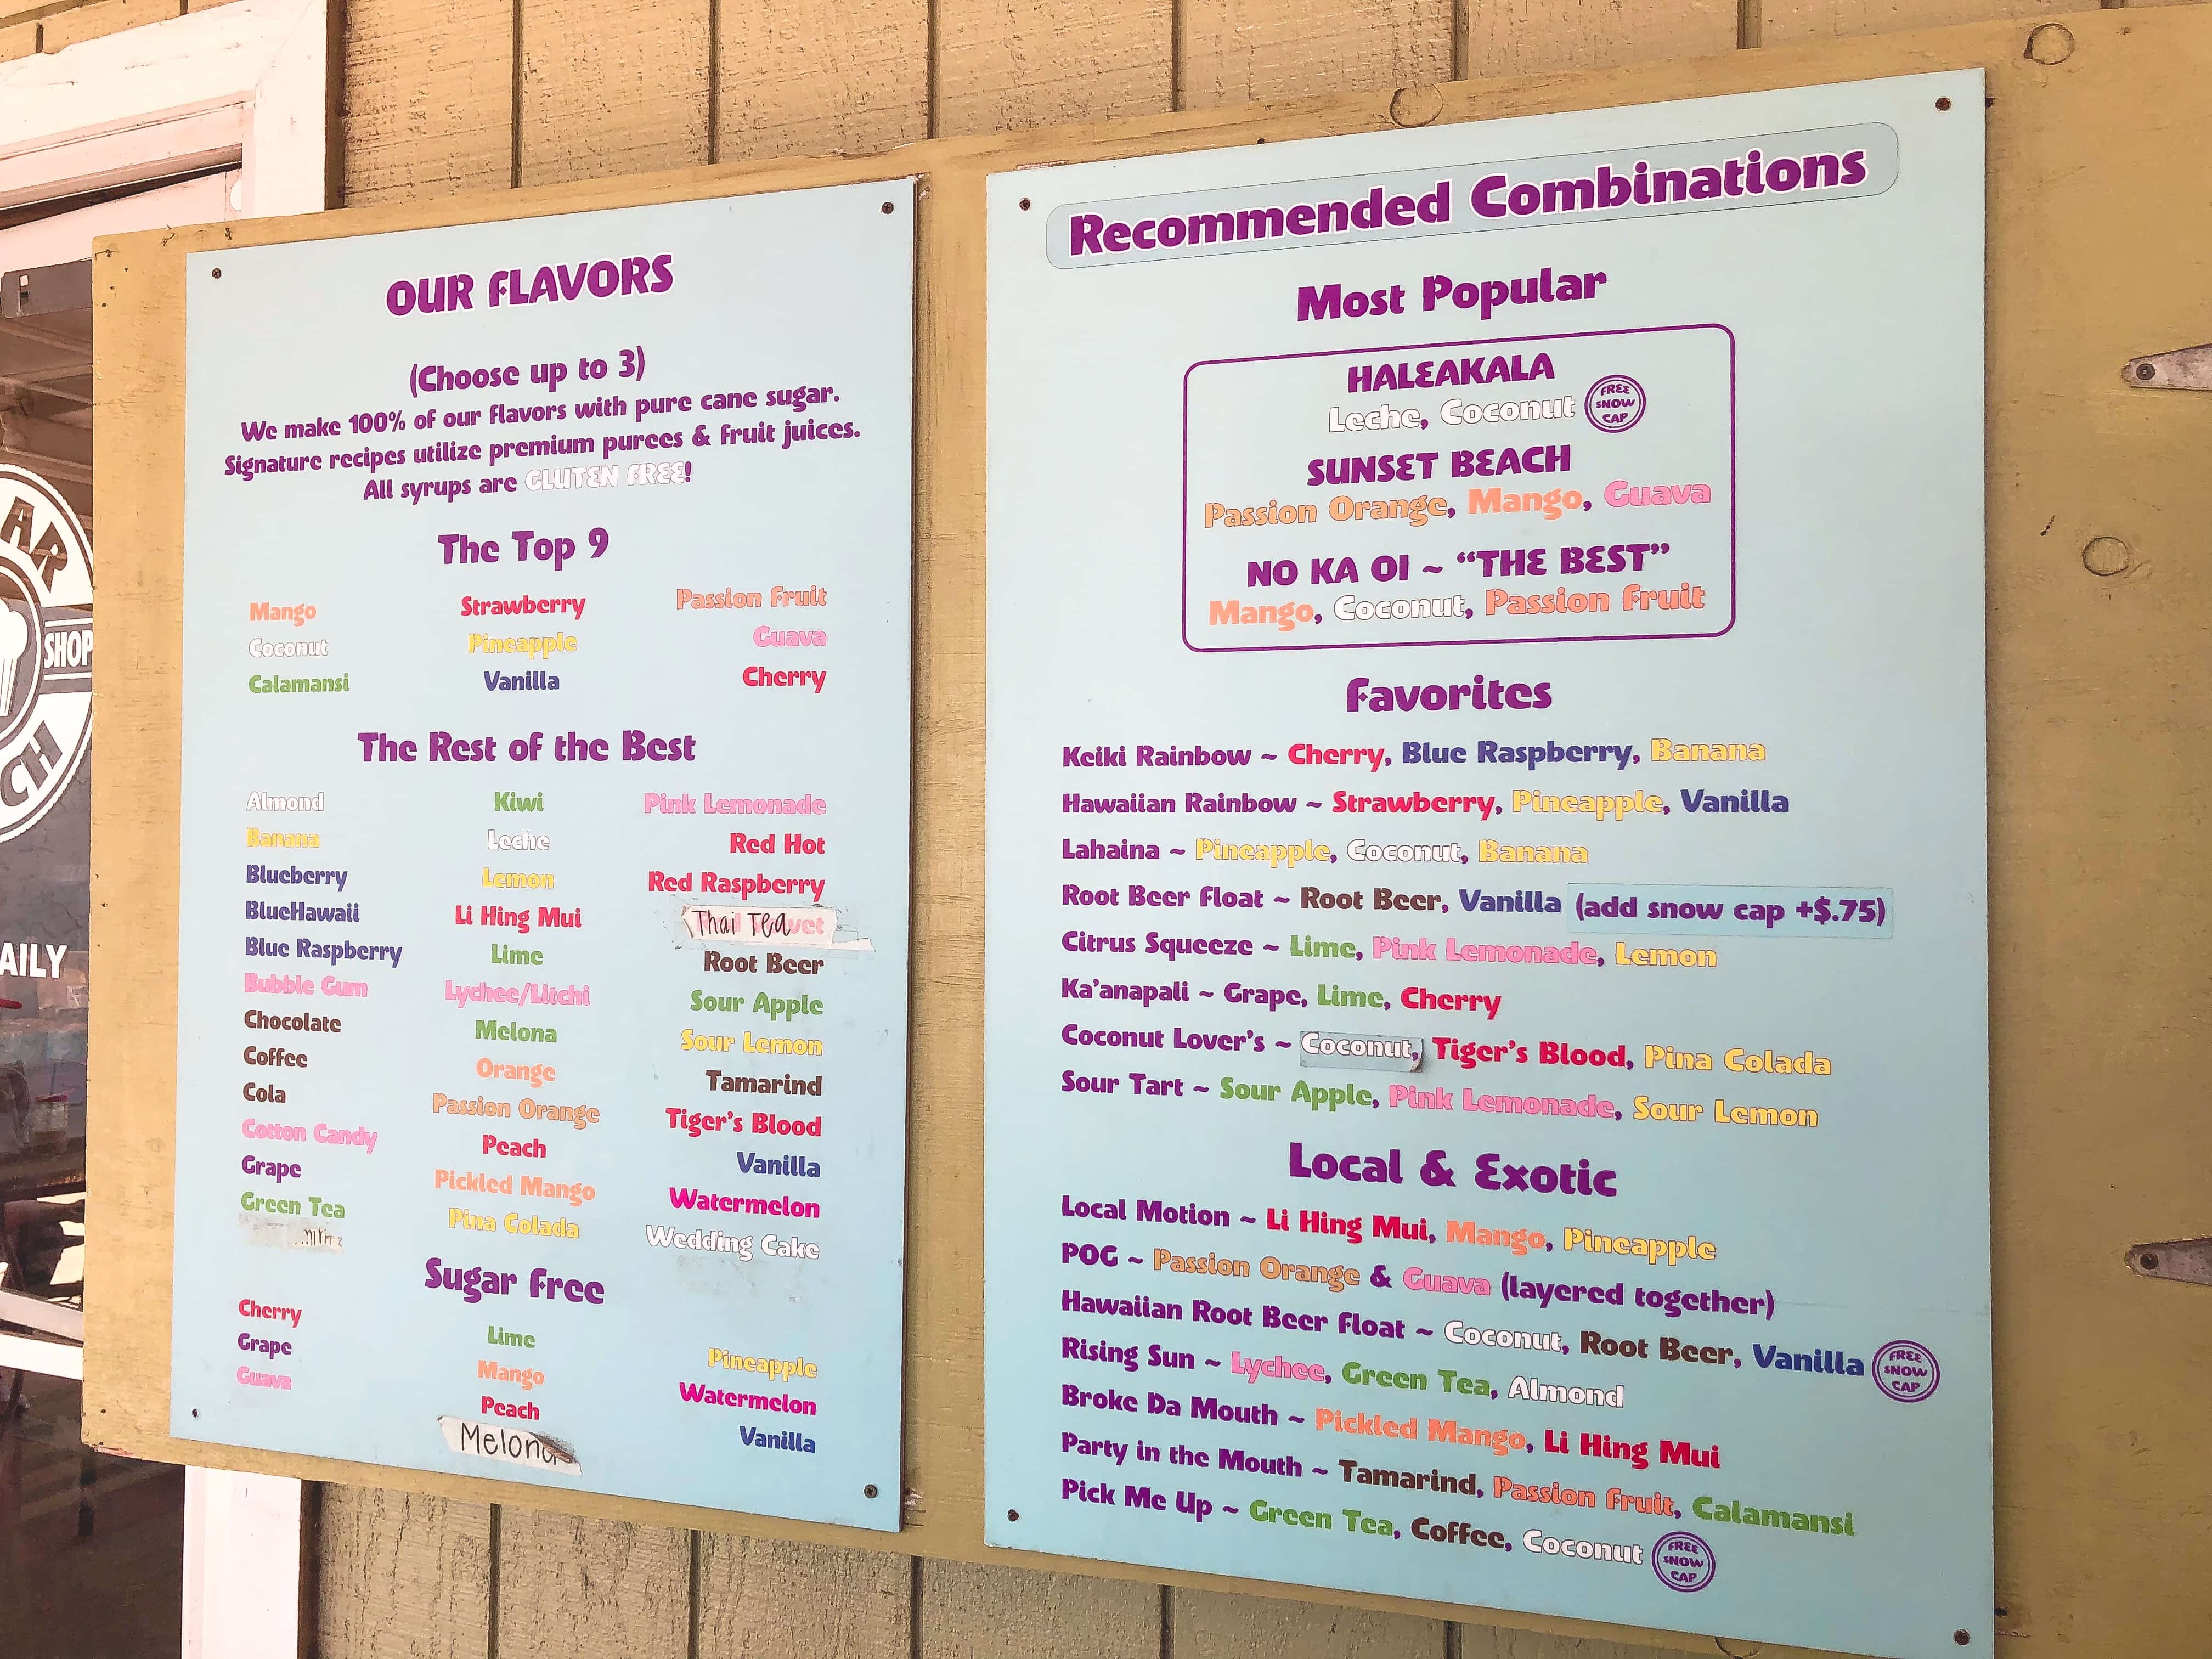 AR
SHOP
CH
AILY
OUR FLAVORS
(Choose up to 3)
We make 100% of our flavors with pure cane sugar.
Signature recipes utilize premium purees & fruit juices.
All syrups are GLUTEN FREE!
The Top 9
Mango Strawberry Passion Fruit
Coconut Pineapple Guava
Calamansi Vanilla Cherry
The Rest of the Best
Almond Kiwi Pink Lemonade
Banana Leche Red Hot
Blueberry Lemon Red Raspberry
BlueHawaii Li Hing Mui Thai Tea
Blue Raspberry Lime Root Beer
Bubble Gum Lychee/Litchi Sour Apple
Chocolate Melona Sour Lemon
Coffee Orange Tamarind
Cola Passion Orange Tiger's Blood
Cotton Candy Peach Vanilla
Grape Pickled Mango Watermelon
Green Tea Pina Colada Wedding Cake
Sugar Free
Cherry Lime Pineapple
Grape Mango Watermelon
Guava Peach Vanilla
Melona
Recommended Combinations
Most Popular
HALEAKALA
Leche, Coconut FREE SNOW CAP
SUNSET BEACH
Passion Orange, Mango, Guava
NO KA OI ~ “THE BEST”
Mango, Coconut, Passion Fruit
Favorites
Keiki Rainbow ~ Cherry, Blue Raspberry, Banana
Hawaiian Rainbow ~ Strawberry, Pineapple, Vanilla
Lahaina ~ Pineapple, Coconut, Banana
Root Beer Float ~ Root Beer, Vanilla (add snow cap +$.75)
Citrus Squeeze ~ Lime, Pink Lemonade, Lemon
Ka'anapali ~ Grape, Lime, Cherry
Coconut Lover's ~ Coconut, Tiger's Blood, Pina Colada
Sour Tart ~ Sour Apple, Pink Lemonade, Sour Lemon
Local & Exotic
Local Motion ~ Li Hing Mui, Mango, Pineapple
POG ~ Passion Orange & Guava (layered together)
Hawaiian Root Beer Float ~ Coconut, Root Beer, Vanilla FREE SNOW CAP
Rising Sun ~ Lychee, Green Tea, Almond
Broke Da Mouth ~ Pickled Mango, Li Hing Mui
Party in the Mouth ~ Tamarind, Passion Fruit, Calamansi
Pick Me Up ~ Green Tea, Coffee, Coconut FREE SNOW CAP